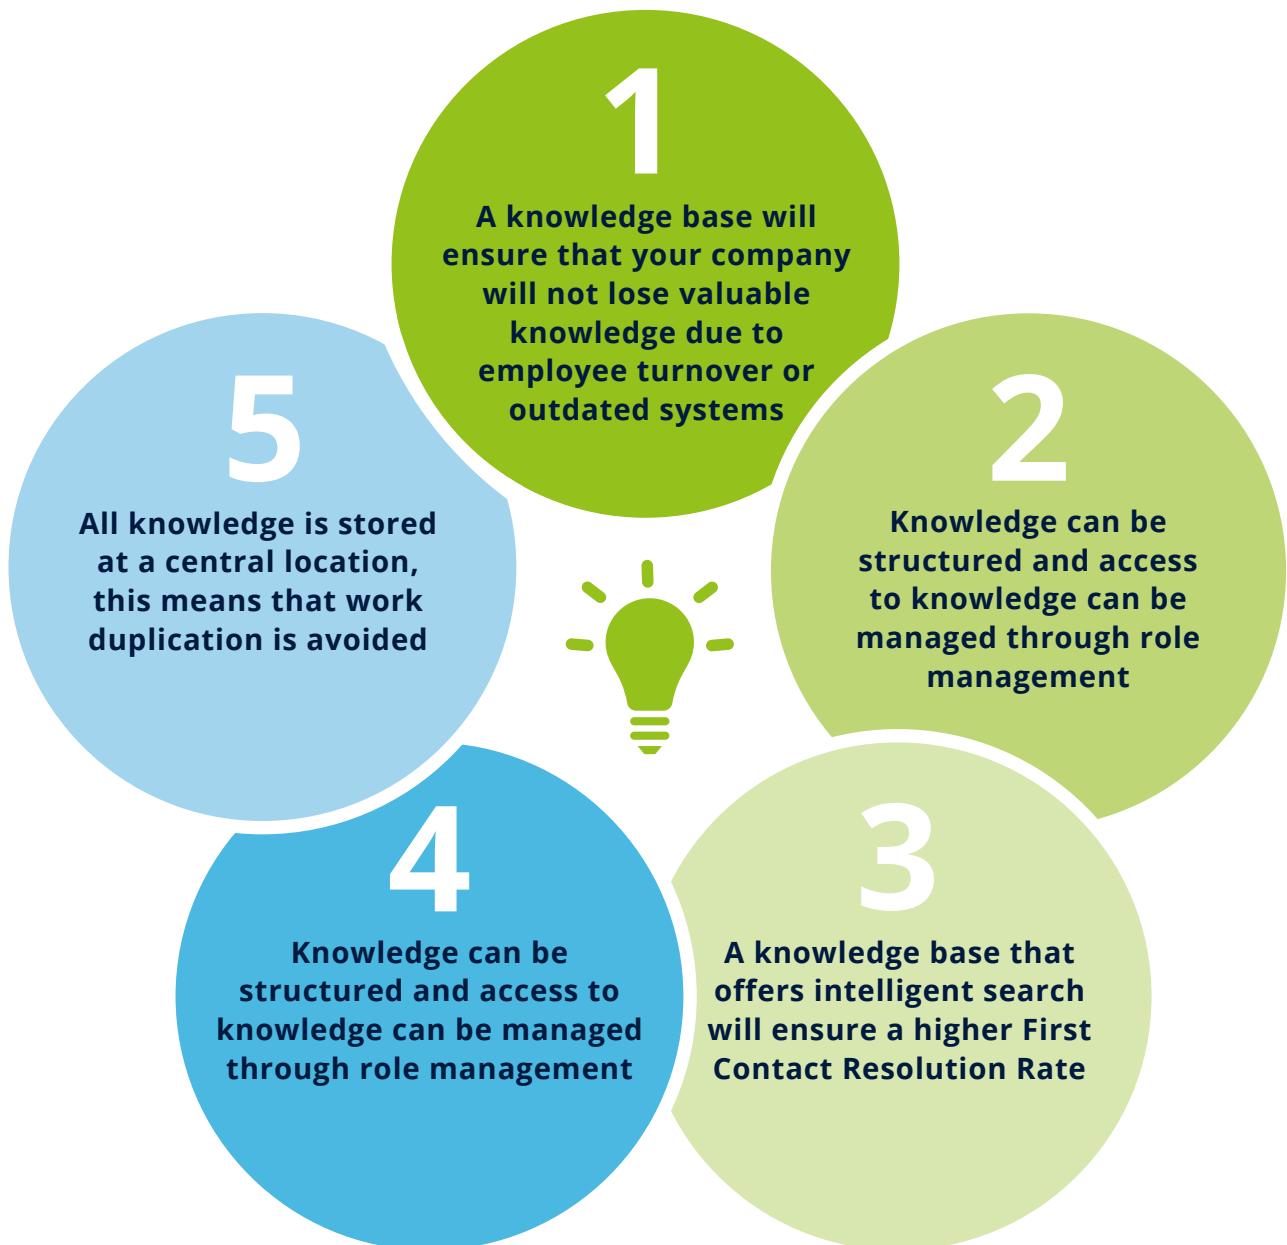 1
A knowledge base will
ensure that your company
will not lose valuable
knowledge due to
employee turnover or
outdated systems
2
Knowledge can be
structured and access
to knowledge can be
managed through role
management
3
A knowledge base that
offers intelligent search
will ensure a higher First
Contact Resolution Rate
4
Knowledge can be
structured and access to
knowledge can be managed
through role management
5
All knowledge is stored
at a central location,
this means that work
duplication is avoided